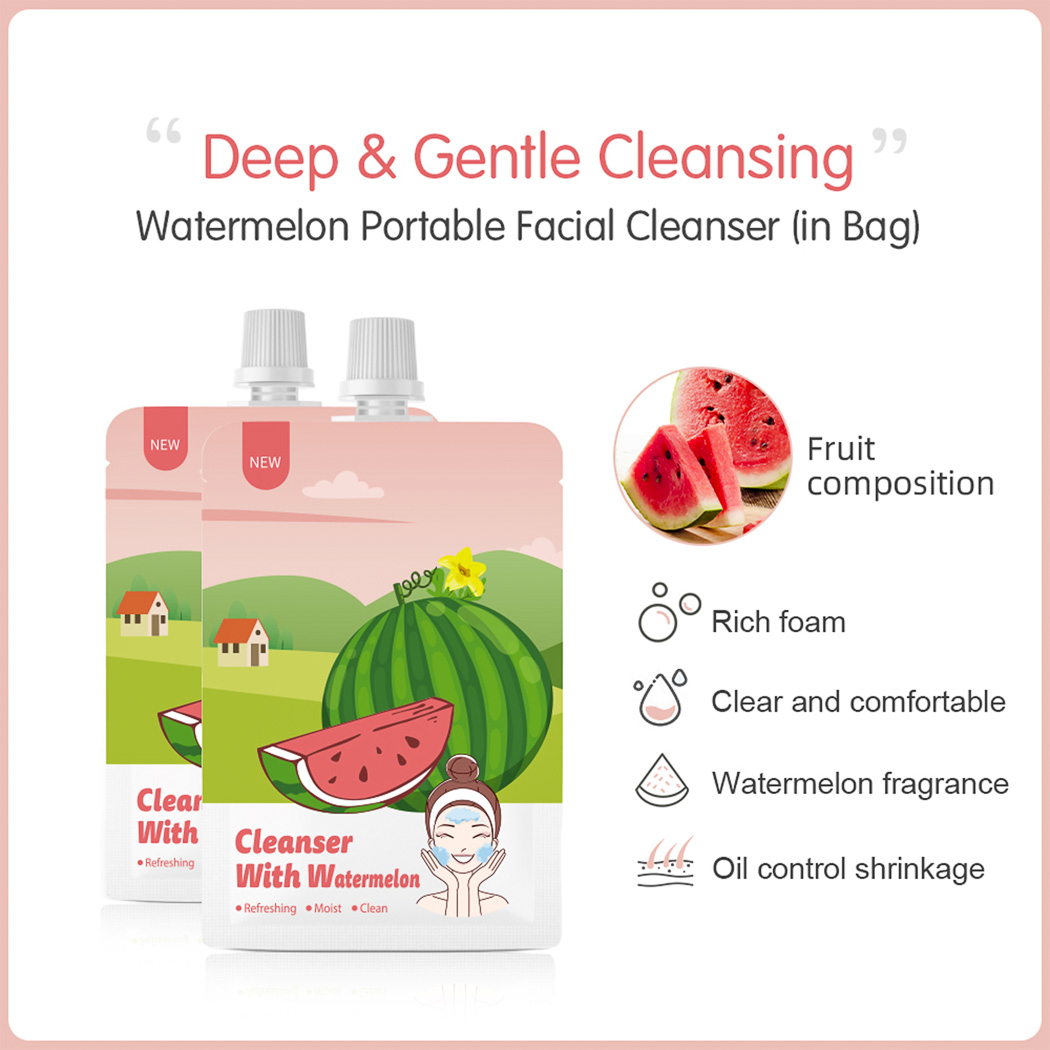 “ Deep & Gentle Cleansing ”
Watermelon Portable Facial Cleanser (in Bag)
NEW
NEW
Clean
With
• Refreshing
Cleanser
With Watermelon
• Refreshing • Moist • Clean
Fruit
composition
Rich foam
Clear and comfortable
Watermelon fragrance
Oil control shrinkage